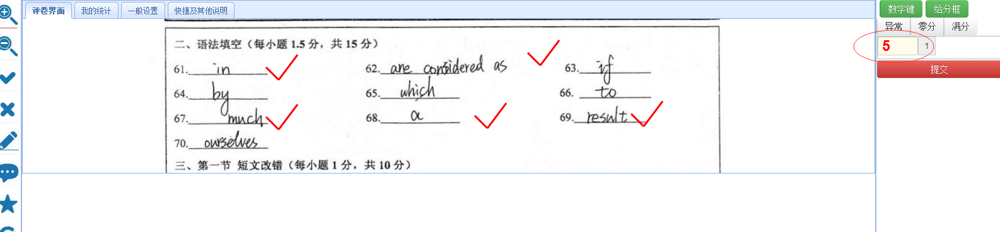 评卷界面 我的统计 一般设置 快捷及其他说明
数字键 给分框
异常 零分 满分
5 1
提交
二、语法填空（每小题 1.5 分，共 15 分）
61. in 62. are considered as 63. if
64. by 65. which 66. to
67. much 68. a 69. result
70. ourselves
三、第一节 短文改错（每小题 1 分，共 10 分）